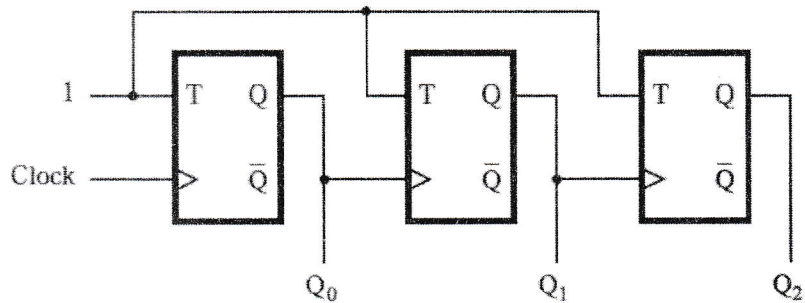 1 T Q T Q T Q
Clock Q̅ Q̅ Q̅
Q₀ Q₁ Q₂